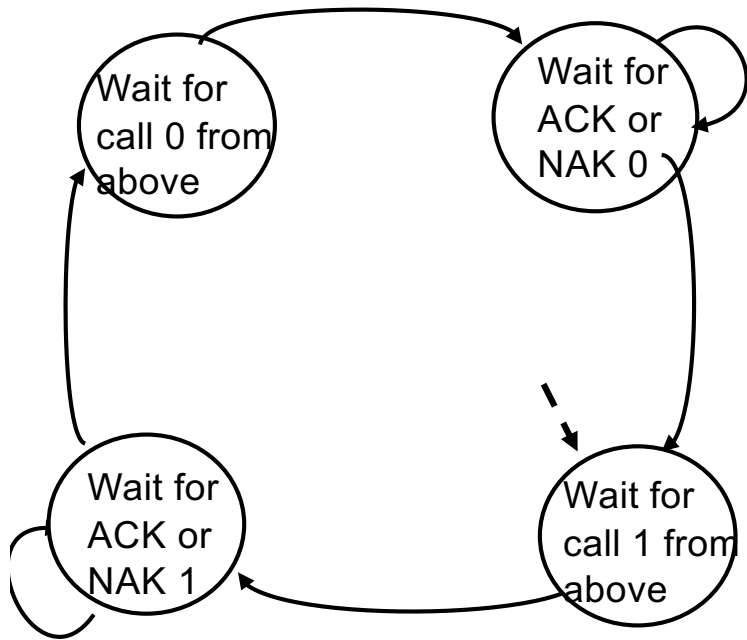 Wait for
call 0 from
above
Wait for
ACK or
NAK 0
Wait for
ACK or
NAK 1
Wait for
call 1 from
above